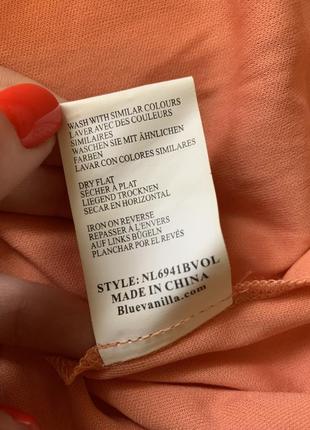 WASH WITH SIMILAR COLOURS
LAVER AVEC DES COULEURS
SIMILAIRES
WASCHEN SIE MIT ÄHNLICHEN
FARBEN
LAVAR CON COLORES SIMILARES
DRY FLAT
SÉCHER À PLAT
LIEGEND TROCKNEN
SECAR EN HORIZONTAL
IRON ON REVERSE
REPASSER À L'ENVERS
AUF LINKS BÜGELN
PLANCHAR POR EL REVÉS
STYLE: NL6941BVOL
MADE IN CHINA
Bluevanilla.com